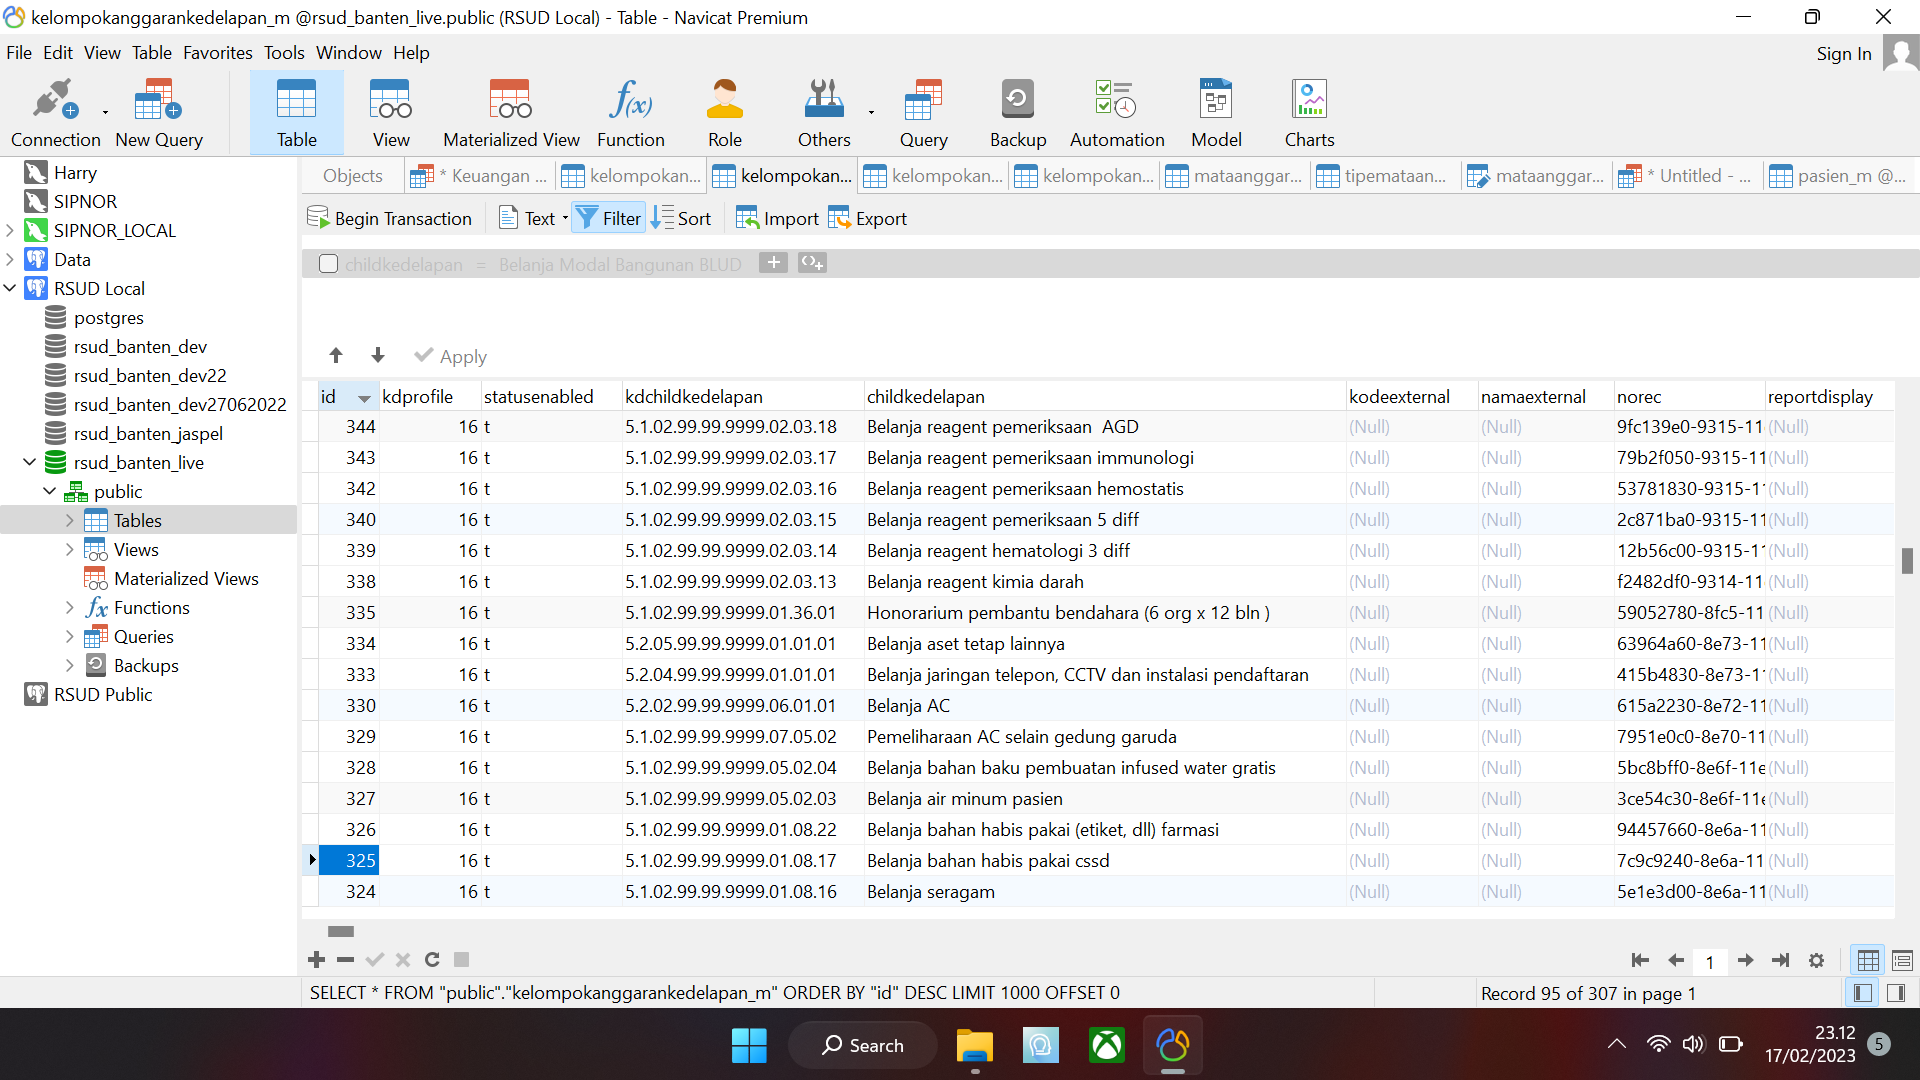 kelompokanggarankedelapan_m @rsud_banten_live.public (RSUD Local) - Table - Navicat Premium
File Edit View Table Favorites Tools Window Help Sign In
Connection New Query Table View Materialized View Function Role Others Query Backup Automation Model Charts
Objects * Keuangan ... kelompokan... kelompokan... kelompokan... kelompokan... mataanggar... tipemataan... mataanggar... * Untitled - ... pasien_m @...
Begin Transaction Text Filter Sort Import Export
childkedelapan = Belanja Modal Bangunan BLUD
Apply
Harry
SIPNOR
SIPNOR_LOCAL
Data
RSUD Local
postgres
rsud_banten_dev
rsud_banten_dev22
rsud_banten_dev27062022
rsud_banten_jaspel
rsud_banten_live
public
Tables
Views
Materialized Views
Functions
Queries
Backups
RSUD Public
id kdprofile statusenabled kdchildkedelapan childkedelapan kodeexternal namaexternal norec reportdisplay
344 16 t 5.1.02.99.99.9999.02.03.18 Belanja reagent pemeriksaan  AGD (Null) (Null) 9fc139e0-9315-11 (Null)
343 16 t 5.1.02.99.99.9999.02.03.17 Belanja reagent pemeriksaan immunologi (Null) (Null) 79b2f050-9315-11 (Null)
342 16 t 5.1.02.99.99.9999.02.03.16 Belanja reagent pemeriksaan hemostatis (Null) (Null) 53781830-9315-11 (Null)
340 16 t 5.1.02.99.99.9999.02.03.15 Belanja reagent pemeriksaan 5 diff (Null) (Null) 2c871ba0-9315-11 (Null)
339 16 t 5.1.02.99.99.9999.02.03.14 Belanja reagent hematologi 3 diff (Null) (Null) 12b56c00-9315-11 (Null)
338 16 t 5.1.02.99.99.9999.02.03.13 Belanja reagent kimia darah (Null) (Null) f2482df0-9314-11 (Null)
335 16 t 5.1.02.99.99.9999.01.36.01 Honorarium pembantu bendahara (6 org x 12 bln ) (Null) (Null) 59052780-8fc5-11 (Null)
334 16 t 5.2.05.99.99.9999.01.01.01 Belanja aset tetap lainnya (Null) (Null) 63964a60-8e73-11 (Null)
333 16 t 5.2.04.99.99.9999.01.01.01 Belanja jaringan telepon, CCTV dan instalasi pendaftaran (Null) (Null) 415b4830-8e73-11 (Null)
330 16 t 5.2.02.99.99.9999.06.01.01 Belanja AC (Null) (Null) 615a2230-8e72-11 (Null)
329 16 t 5.1.02.99.99.9999.07.05.02 Pemeliharaan AC selain gedung garuda (Null) (Null) 7951e0c0-8e70-11 (Null)
328 16 t 5.1.02.99.99.9999.05.02.04 Belanja bahan baku pembuatan infused water gratis (Null) (Null) 5bc8bff0-8e6f-11e (Null)
327 16 t 5.1.02.99.99.9999.05.02.03 Belanja air minum pasien (Null) (Null) 3ce54c30-8e6f-11e (Null)
326 16 t 5.1.02.99.99.9999.01.08.22 Belanja bahan habis pakai (etiket, dll) farmasi (Null) (Null) 94457660-8e6a-11 (Null)
325 16 t 5.1.02.99.99.9999.01.08.17 Belanja bahan habis pakai cssd (Null) (Null) 7c9c9240-8e6a-11 (Null)
324 16 t 5.1.02.99.99.9999.01.08.16 Belanja seragam (Null) (Null) 5e1e3d00-8e6a-11 (Null)
1
SELECT * FROM "public"."kelompokanggarankedelapan_m" ORDER BY "id" DESC LIMIT 1000 OFFSET 0 Record 95 of 307 in page 1
Search
23.12
17/02/2023
5